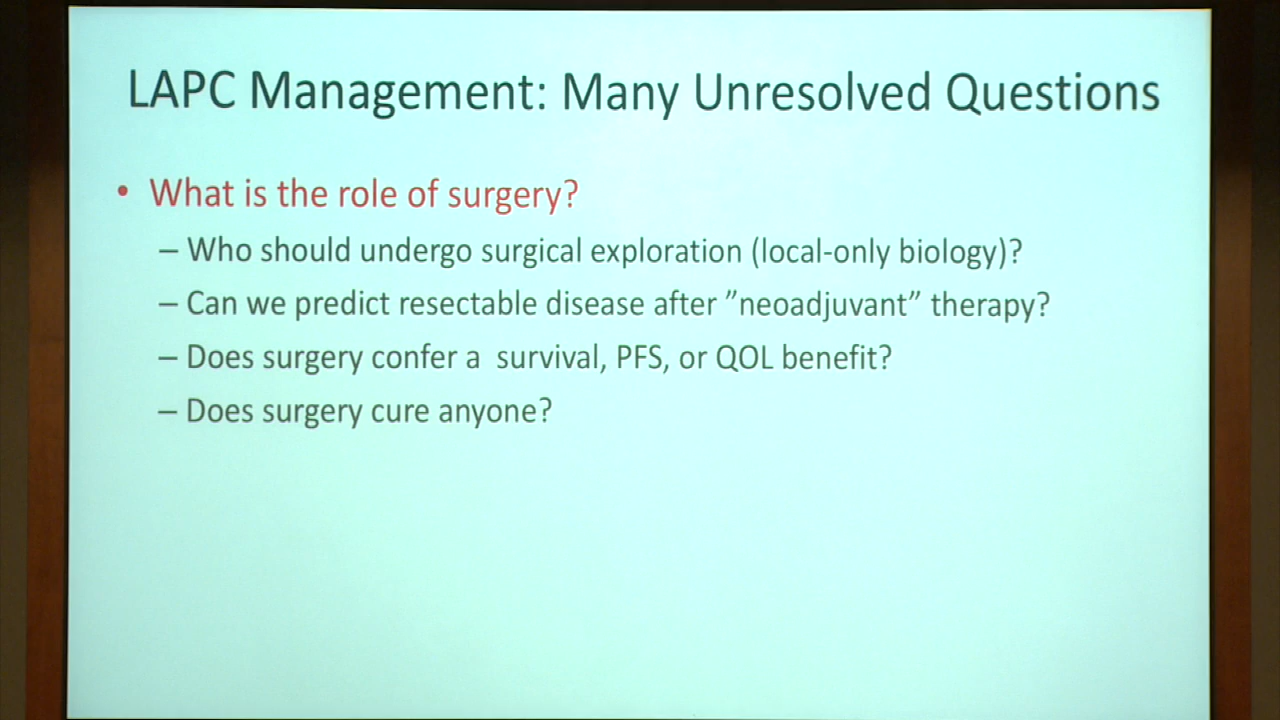 LAPC Management: Many Unresolved Questions
• What is the role of surgery?
– Who should undergo surgical exploration (local-only biology)?
– Can we predict resectable disease after ”neoadjuvant” therapy?
– Does surgery confer a  survival, PFS, or QOL benefit?
– Does surgery cure anyone?